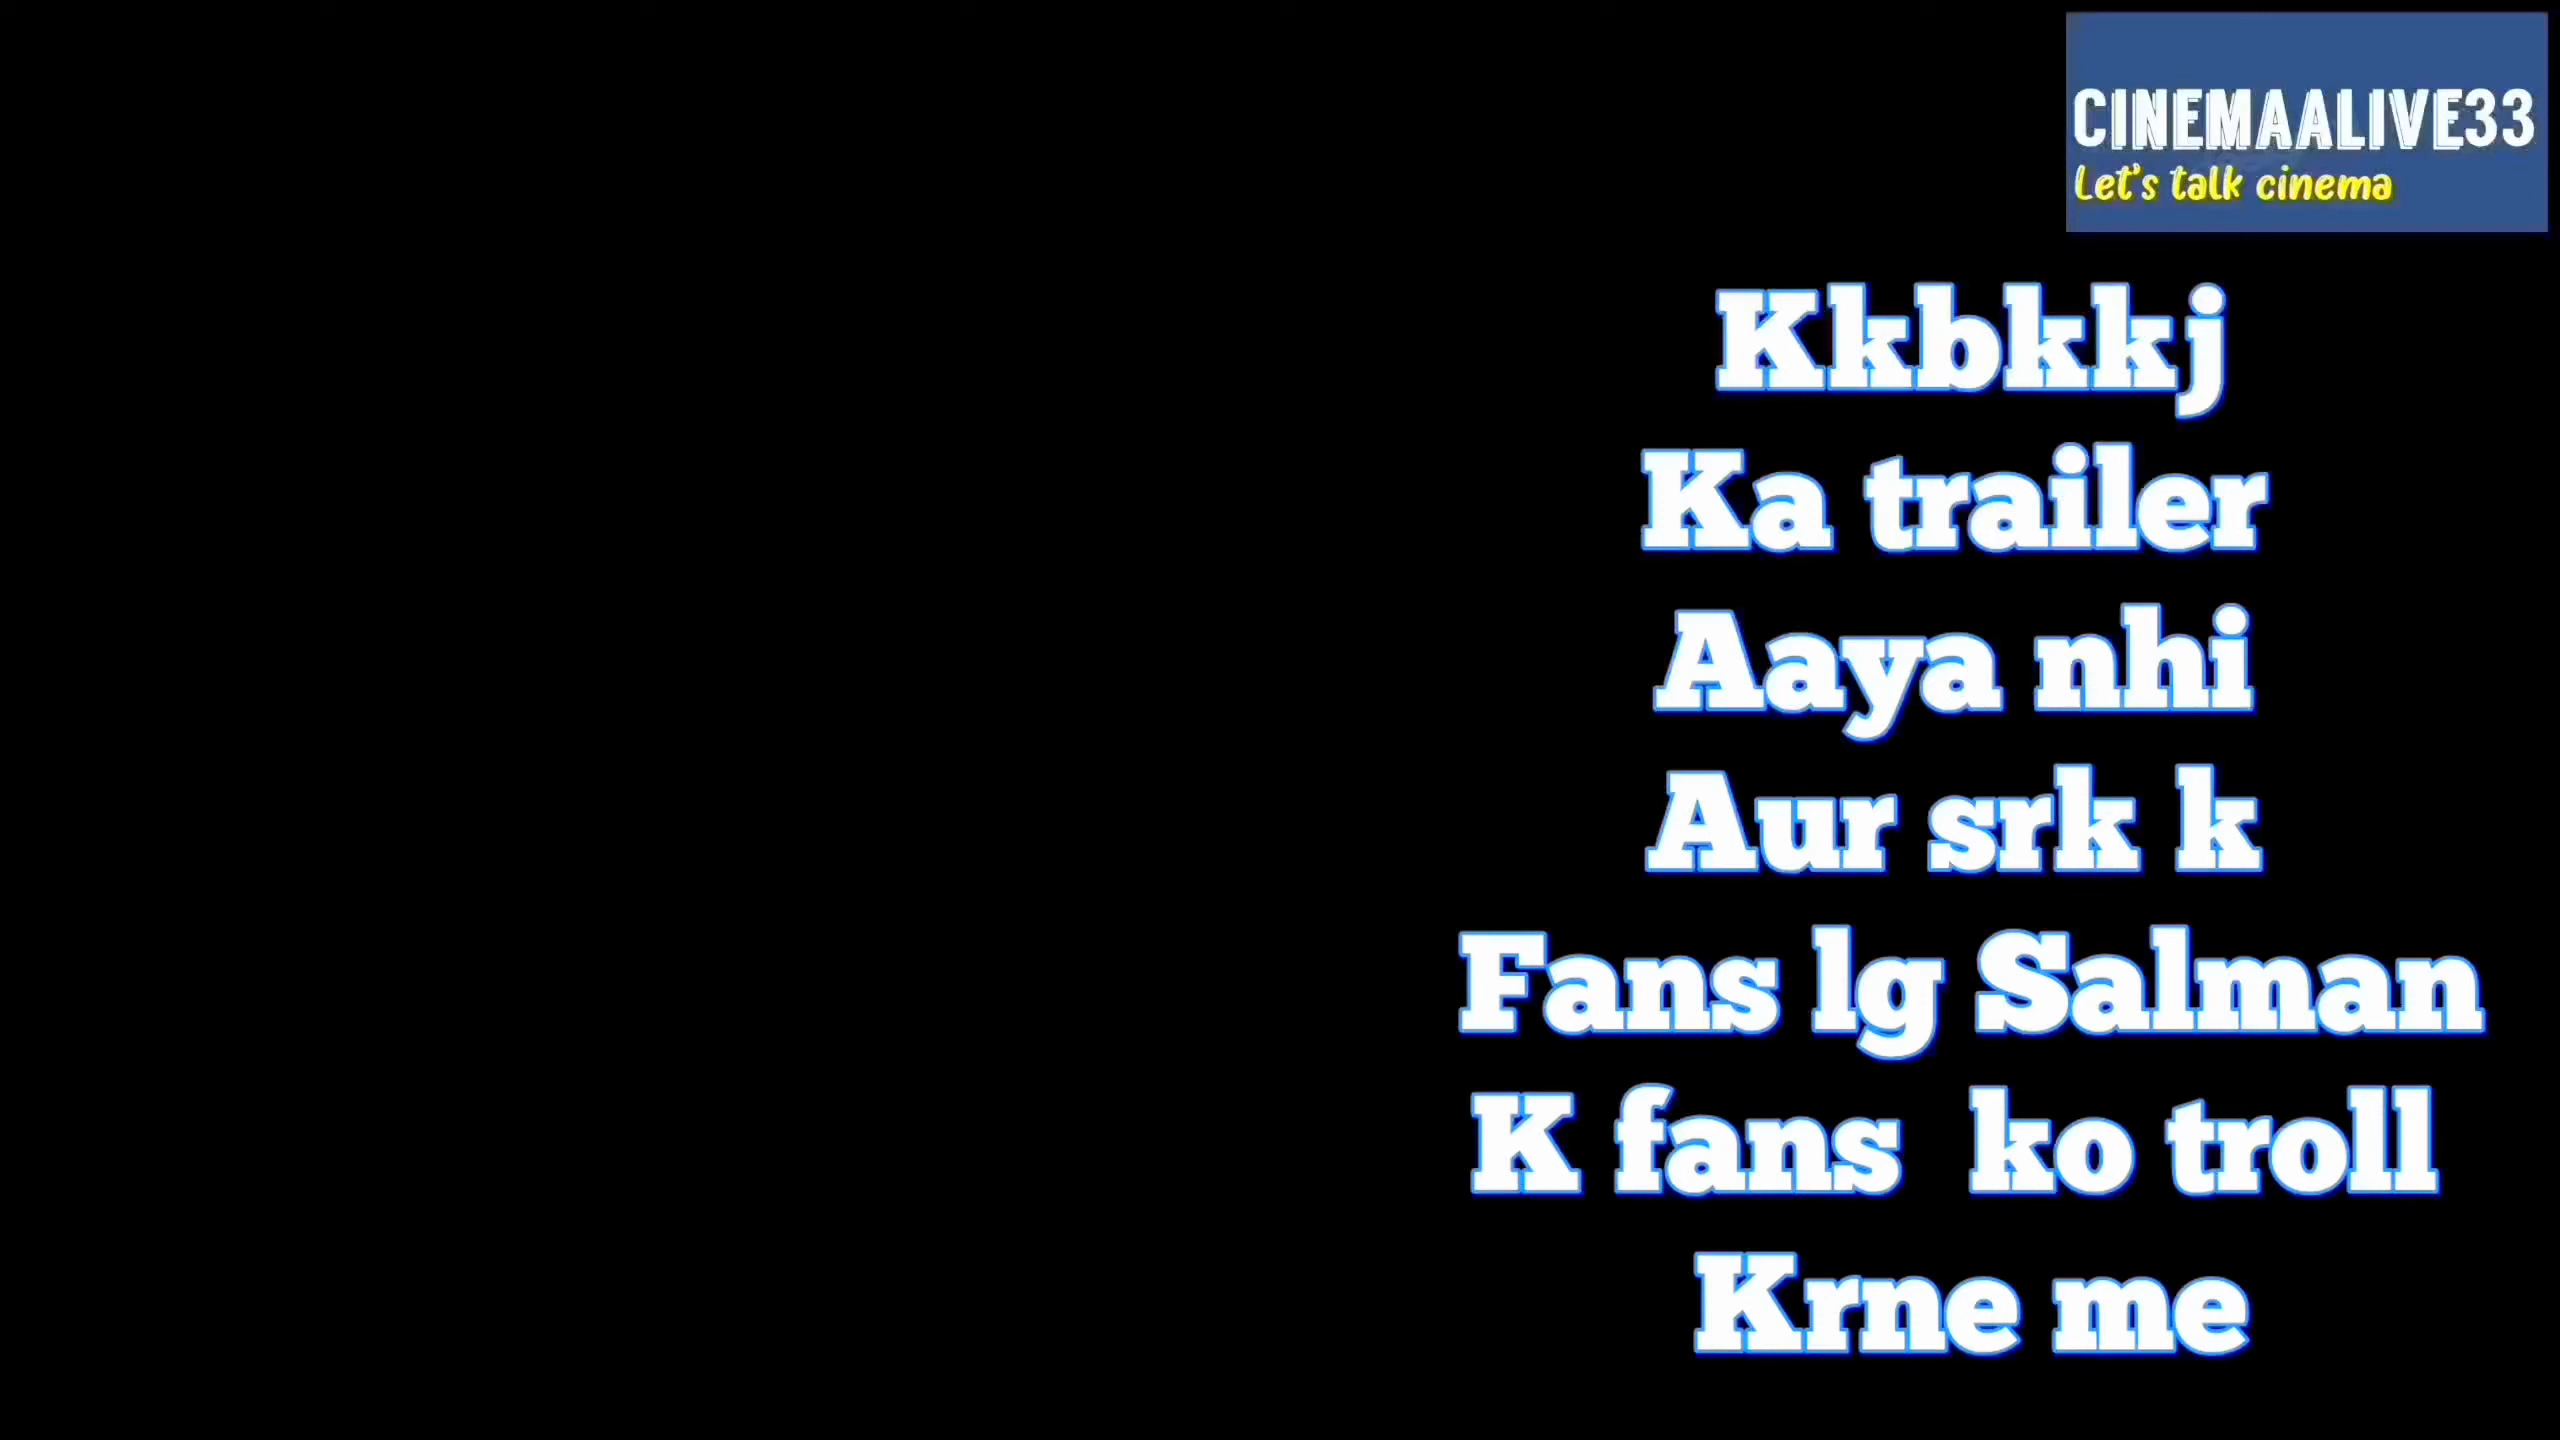 CINEMAALIVE33
Let's talk cinema
Kkbkkj
Ka trailer
Aaya nhi
Aur srk k
Fans lg Salman
K fans  ko troll
Krne me